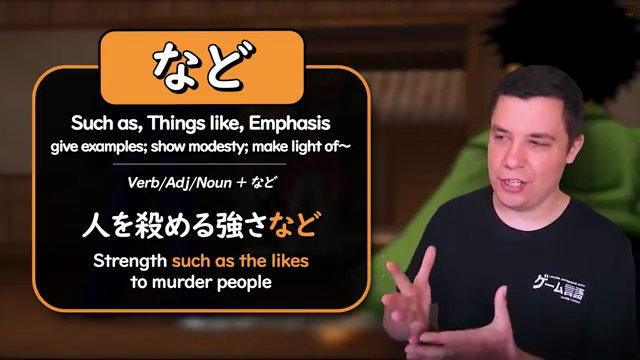 など
Such as, Things like, Emphasis
give examples; show modesty; make light of～
Verb/Adj/Noun + など
人を殺める強さなど
Strength such as the likes
to murder people
ゲーム言語